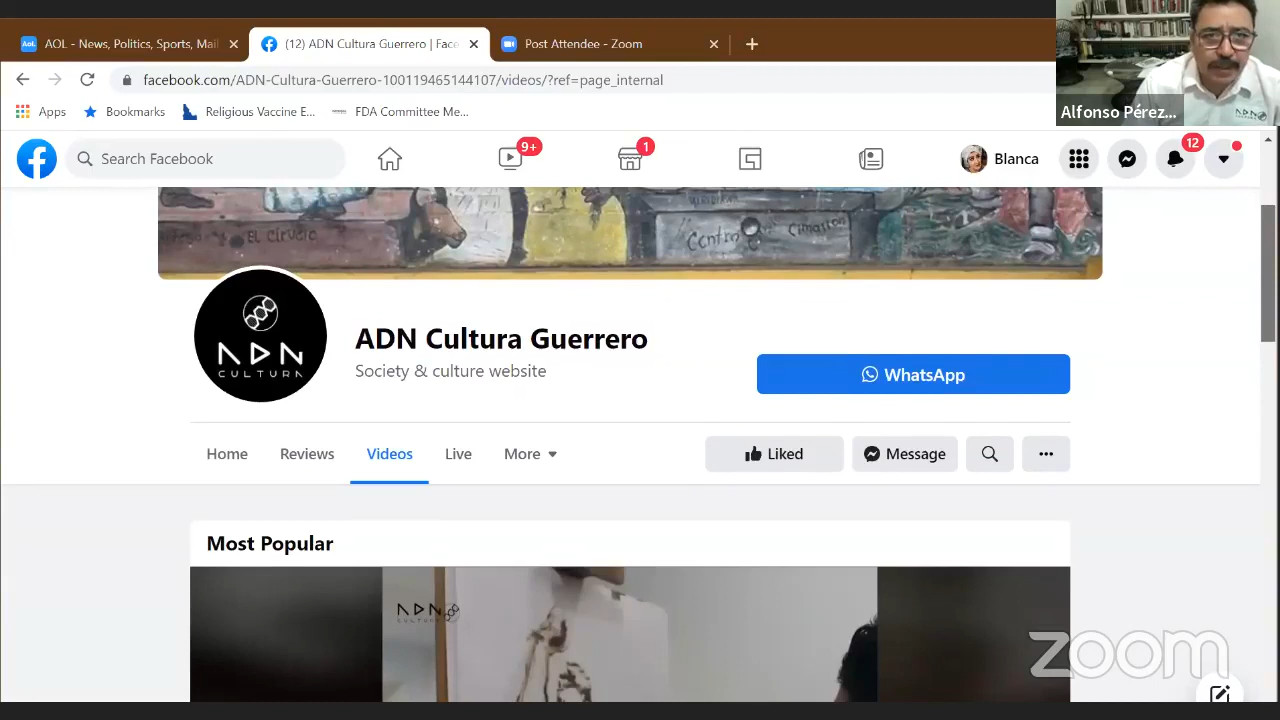 AOL - News, Politics, Sports, Mail
(12) ADN Cultura Guerrero | Face
Post Attendee - Zoom
facebook.com/ADN-Cultura-Guerrero-100119465144107/videos/?ref=page_internal
Alfonso Pérez...
Apps
Bookmarks
Religious Vaccine E...
FDA Committee Me...
Search Facebook
9+
1
Blanca
12
EL CIRUELO
Centro
Cimarron
ADN
CULTURA
ADN Cultura Guerrero
Society & culture website
WhatsApp
Home
Reviews
Videos
Live
More
Liked
Message
Most Popular
ADN
CULTURA
zoom